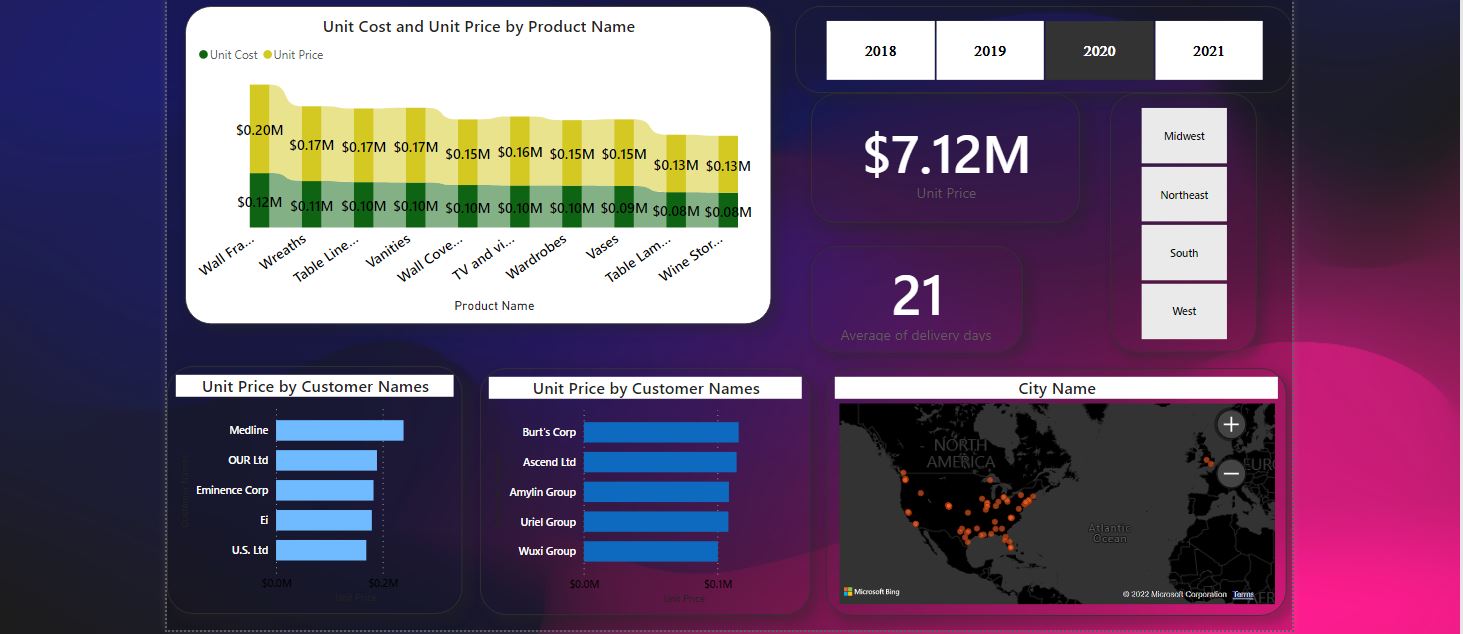 Unit Cost and Unit Price by Product Name
Unit Cost Unit Price
$0.20M $0.17M $0.17M $0.17M $0.15M $0.16M $0.15M $0.15M $0.13M $0.13M
$0.12M $0.11M $0.10M $0.10M $0.10M $0.10M $0.10M $0.09M $0.08M $0.08M
Wall Fra... Wreaths Table Line... Vanities Wall Cove... TV and vi... Wardrobes Vases Table Lam... Wine Stor...
Product Name
2018 2019 2020 2021
$7.12M
Unit Price
21
Average of delivery days
Midwest
Northeast
South
West
Unit Price by Customer Names
Medline
OUR Ltd
Eminence Corp
Ei
U.S. Ltd
$0.0M $0.2M
Unit Price
Unit Price by Customer Names
Burt's Corp
Ascend Ltd
Amylin Group
Uriel Group
Wuxi Group
$0.0M $0.1M
Unit Price
City Name
NORTH
AMERICA
Atlantic
Ocean
Microsoft Bing
© 2022 Microsoft Corporation Terms